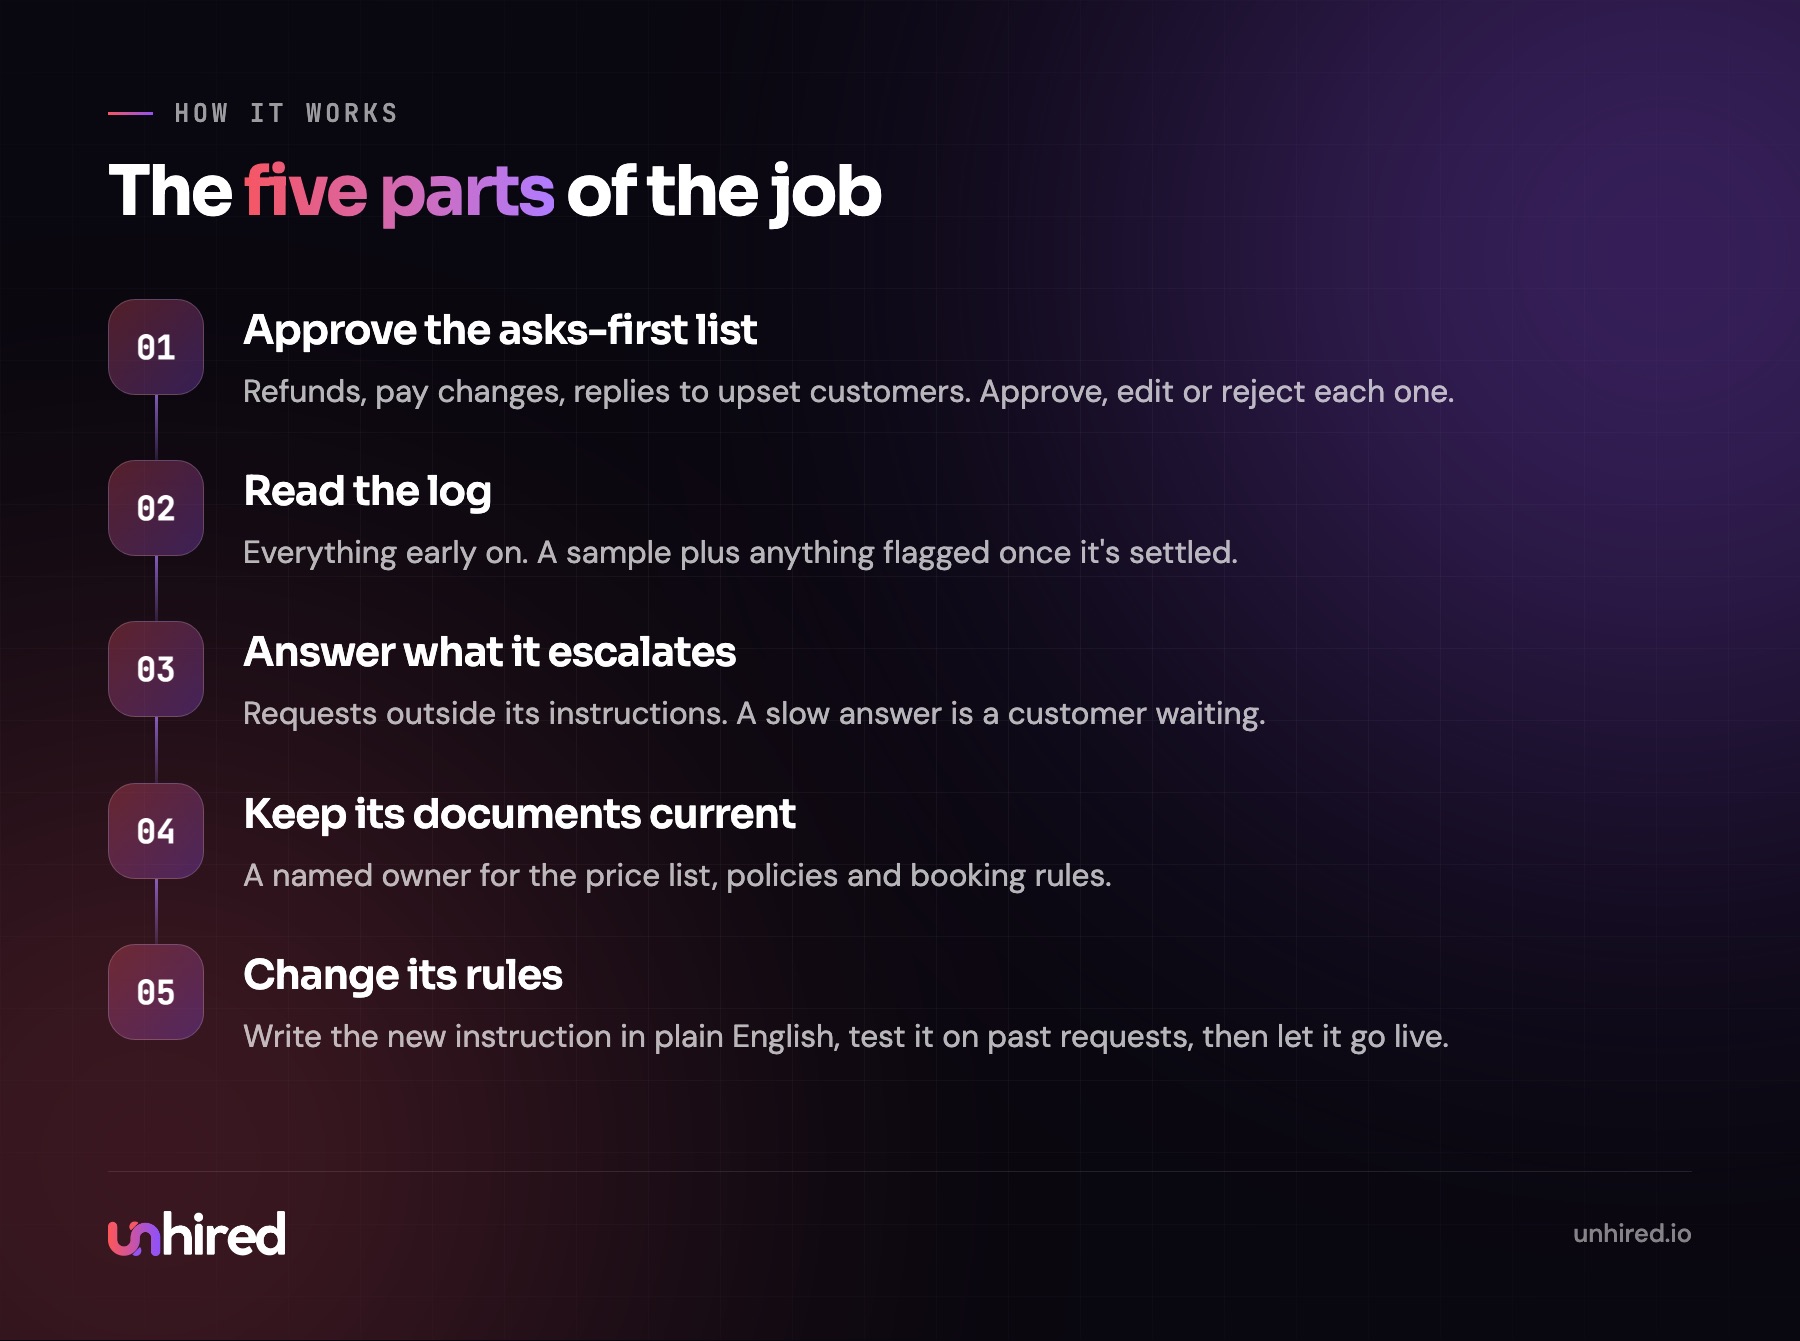 HOW IT WORKS
The five parts of the job
01
Approve the asks-first list
Refunds, pay changes, replies to upset customers. Approve, edit or reject each one.
02
Read the log
Everything early on. A sample plus anything flagged once it's settled.
03
Answer what it escalates
Requests outside its instructions. A slow answer is a customer waiting.
04
Keep its documents current
A named owner for the price list, policies and booking rules.
05
Change its rules
Write the new instruction in plain English, test it on past requests, then let it go live.
unhired
unhired.io